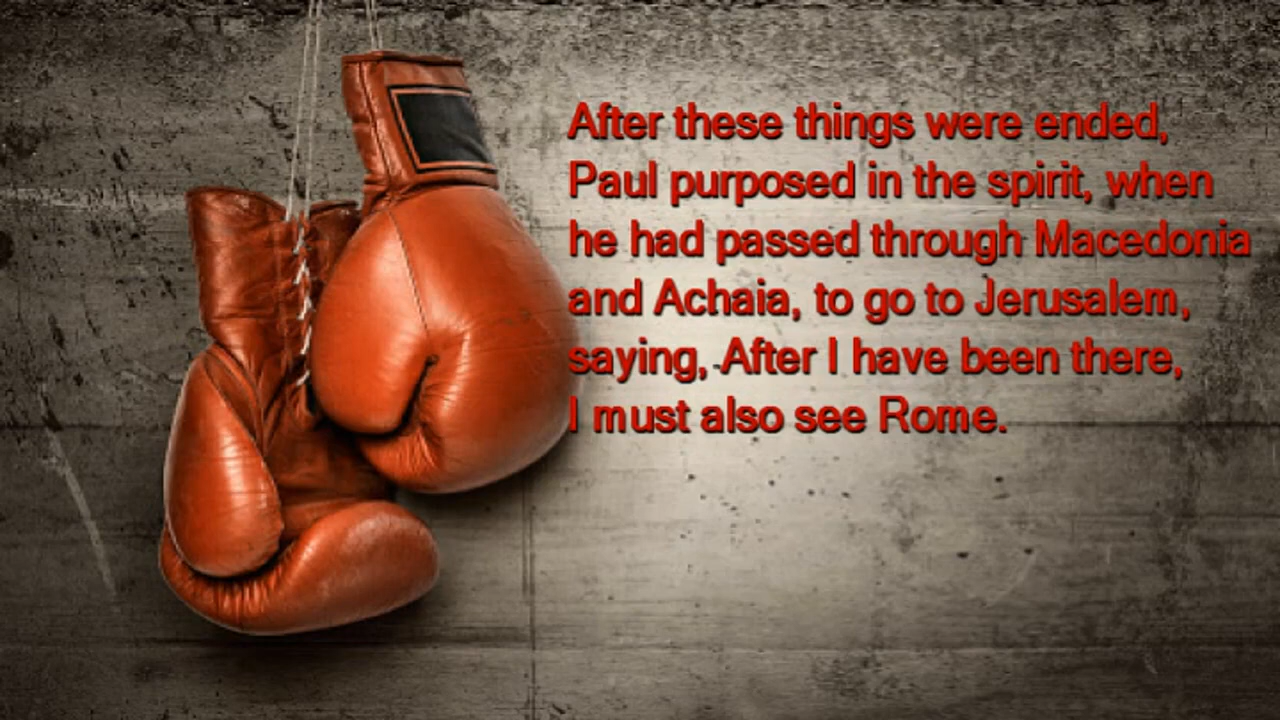 After these things were ended,
Paul purposed in the spirit, when
he had passed through Macedonia
and Achaia, to go to Jerusalem,
saying, After I have been there,
I must also see Rome.